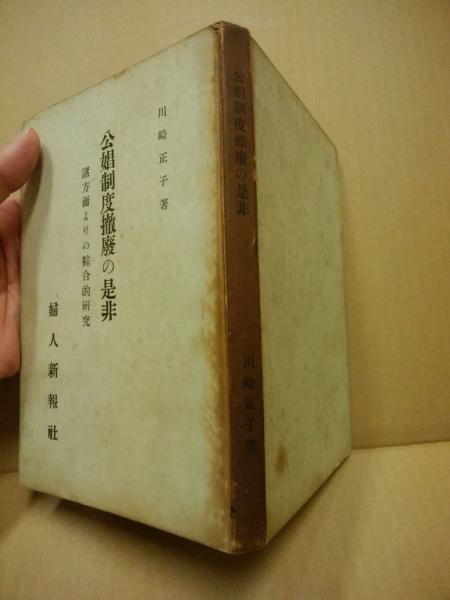 川崎正子著
公娼制度撤廢の是非
諸方面よりの綜合的研究
婦人新報社
公娼制度撤廢の是非
川崎正子著